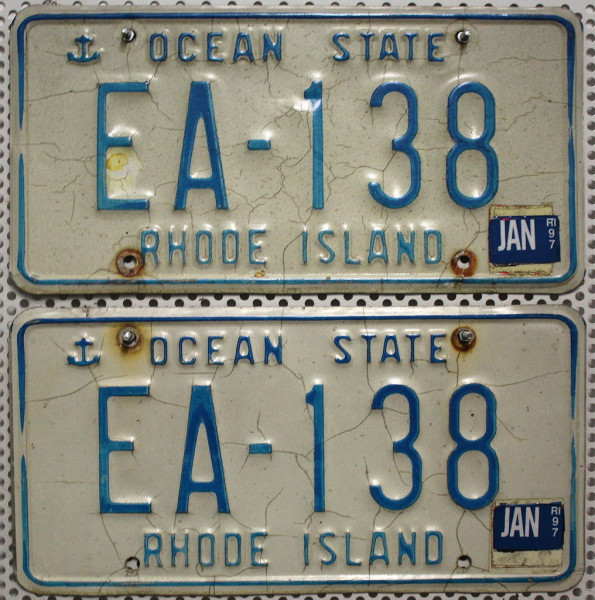 OCEAN STATE
EA-138
RHODE ISLAND
JAN RI 97
OCEAN STATE
EA-138
RHODE ISLAND
JAN RI 97